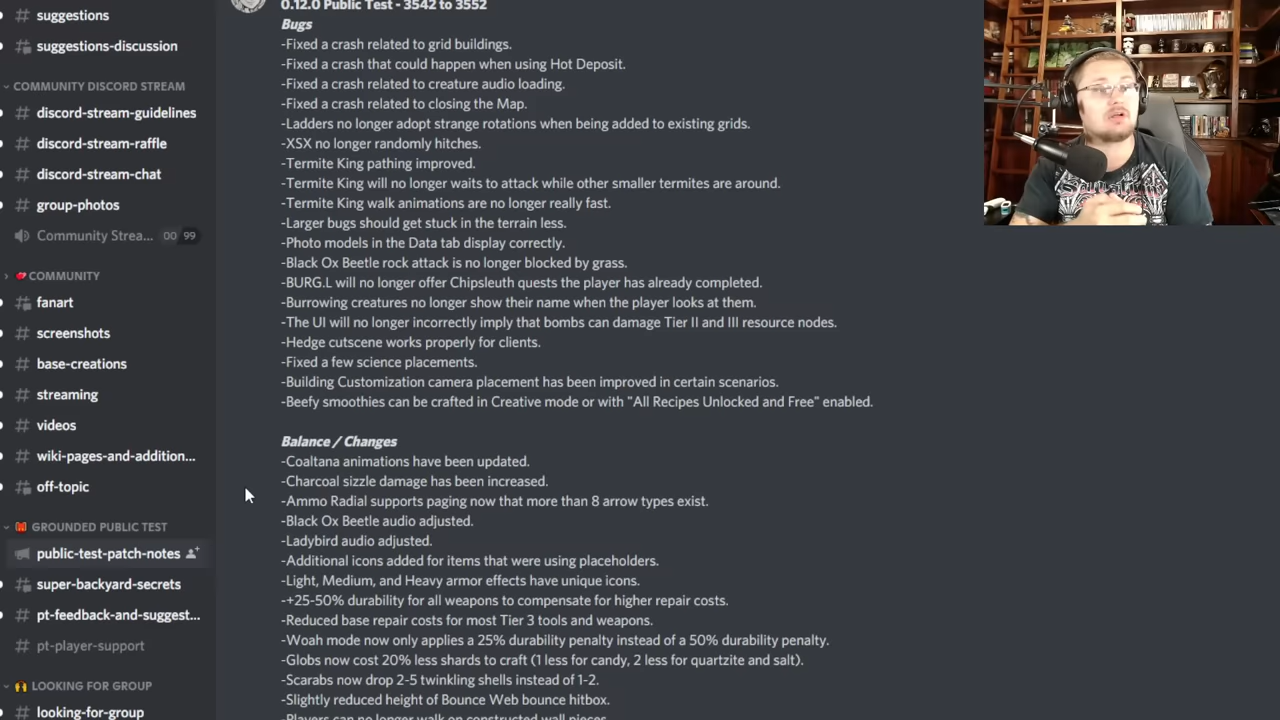 suggestions
suggestions-discussion
COMMUNITY DISCORD STREAM
discord-stream-guidelines
discord-stream-raffle
discord-stream-chat
group-photos
Community Strea... 00 99
COMMUNITY
fanart
screenshots
base-creations
streaming
videos
wiki-pages-and-addition...
off-topic
GROUNDED PUBLIC TEST
public-test-patch-notes
super-backyard-secrets
pt-feedback-and-suggest...
pt-player-support
LOOKING FOR GROUP
looking-for-group
0.12.0 Public Test - 3542 to 3552
Bugs
-Fixed a crash related to grid buildings.
-Fixed a crash that could happen when using Hot Deposit.
-Fixed a crash related to creature audio loading.
-Fixed a crash related to closing the Map.
-Ladders no longer adopt strange rotations when being added to existing grids.
-XSX no longer randomly hitches.
-Termite King pathing improved.
-Termite King will no longer waits to attack while other smaller termites are around.
-Termite King walk animations are no longer really fast.
-Larger bugs should get stuck in the terrain less.
-Photo models in the Data tab display correctly.
-Black Ox Beetle rock attack is no longer blocked by grass.
-BURG.L will no longer offer Chipsleuth quests the player has already completed.
-Burrowing creatures no longer show their name when the player looks at them.
-The UI will no longer incorrectly imply that bombs can damage Tier II and III resource nodes.
-Hedge cutscene works properly for clients.
-Fixed a few science placements.
-Building Customization camera placement has been improved in certain scenarios.
-Beefy smoothies can be crafted in Creative mode or with "All Recipes Unlocked and Free" enabled.
Balance / Changes
-Coaltana animations have been updated.
-Charcoal sizzle damage has been increased.
-Ammo Radial supports paging now that more than 8 arrow types exist.
-Black Ox Beetle audio adjusted.
-Ladybird audio adjusted.
-Additional icons added for items that were using placeholders.
-Light, Medium, and Heavy armor effects have unique icons.
-+25-50% durability for all weapons to compensate for higher repair costs.
-Reduced base repair costs for most Tier 3 tools and weapons.
-Woah mode now only applies a 25% durability penalty instead of a 50% durability penalty.
-Globs now cost 20% less shards to craft (1 less for candy, 2 less for quartzite and salt).
-Scarabs now drop 2-5 twinkling shells instead of 1-2.
-Slightly reduced height of Bounce Web bounce hitbox.
-Players can no longer walk on constructed wall pieces.